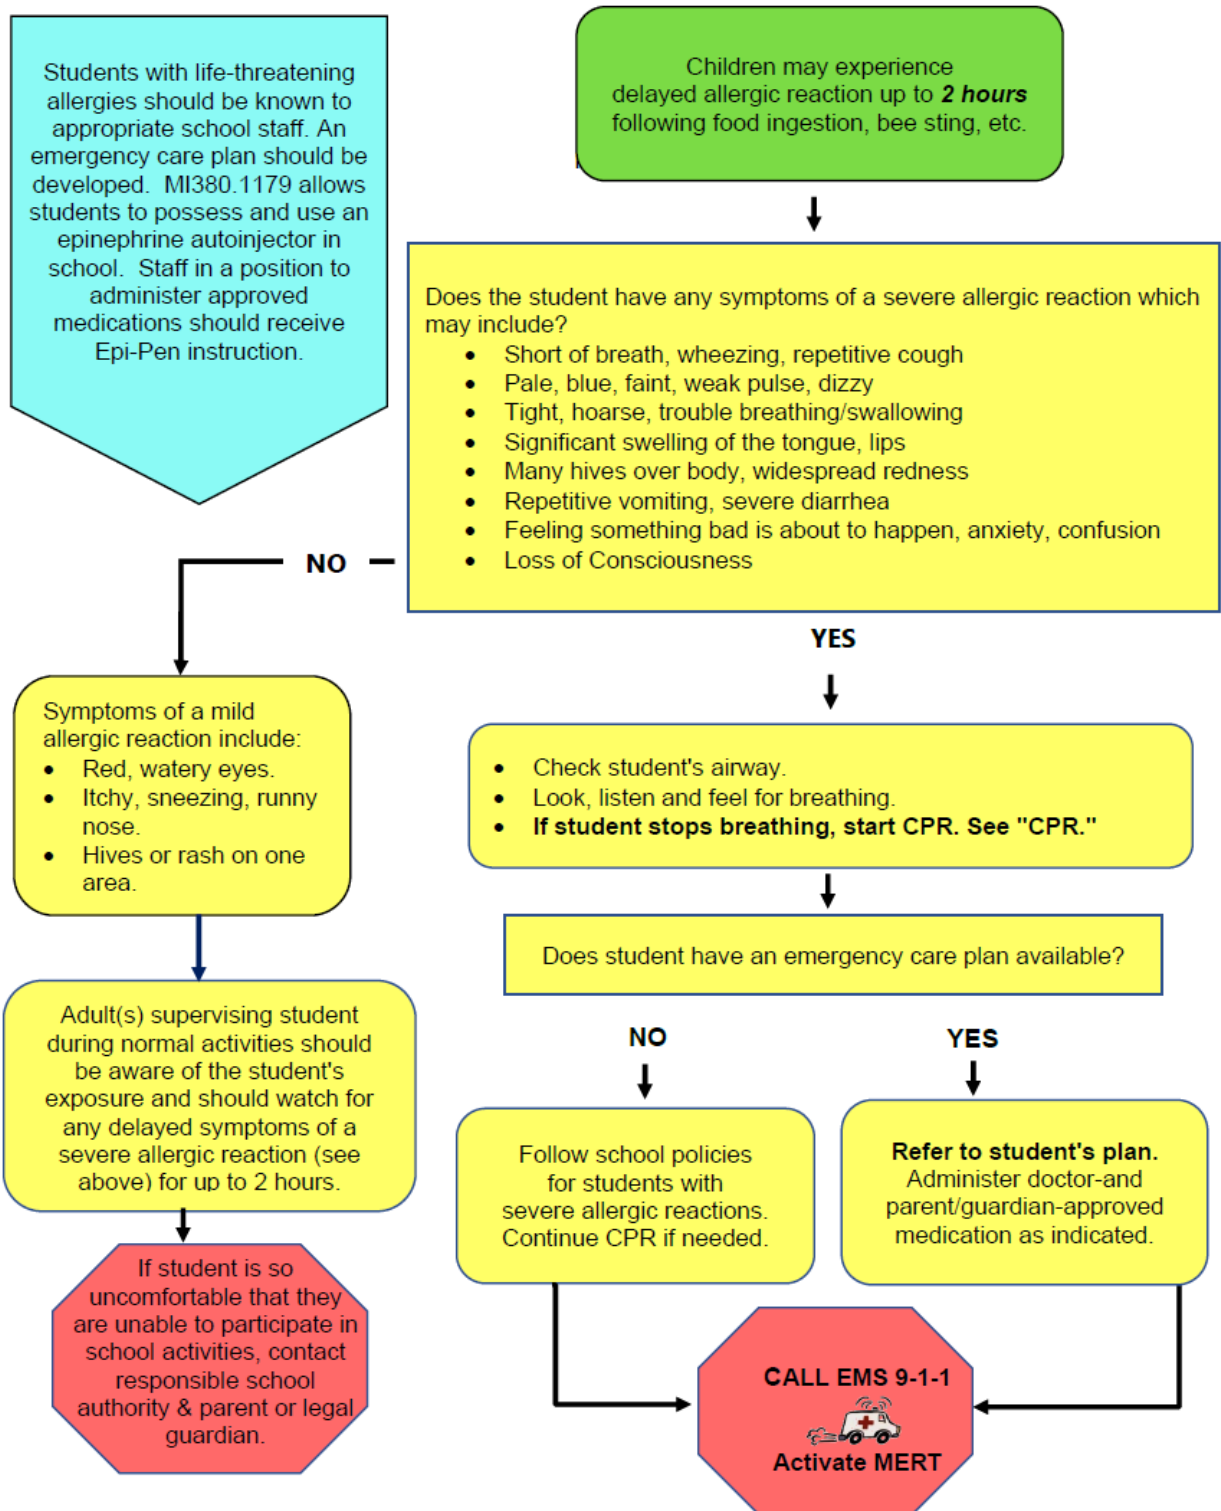 Students with life-threatening
allergies should be known to
appropriate school staff. An
emergency care plan should be
developed.  MI380.1179 allows
students to possess and use an
epinephrine autoinjector in
school.  Staff in a position to
administer approved
medications should receive
Epi-Pen instruction.
Children may experience
delayed allergic reaction up to 2 hours
following food ingestion, bee sting, etc.
Does the student have any symptoms of a severe allergic reaction which
may include?
• Short of breath, wheezing, repetitive cough
• Pale, blue, faint, weak pulse, dizzy
• Tight, hoarse, trouble breathing/swallowing
• Significant swelling of the tongue, lips
• Many hives over body, widespread redness
• Repetitive vomiting, severe diarrhea
• Feeling something bad is about to happen, anxiety, confusion
• Loss of Consciousness
NO
YES
Symptoms of a mild
allergic reaction include:
• Red, watery eyes.
• Itchy, sneezing, runny
nose.
• Hives or rash on one
area.
Adult(s) supervising student
during normal activities should
be aware of the student's
exposure and should watch for
any delayed symptoms of a
severe allergic reaction (see
above) for up to 2 hours.
If student is so
uncomfortable that they
are unable to participate in
school activities, contact
responsible school
authority & parent or legal
guardian.
• Check student's airway.
• Look, listen and feel for breathing.
• If student stops breathing, start CPR. See "CPR."
Does student have an emergency care plan available?
NO
YES
Follow school policies
for students with
severe allergic reactions.
Continue CPR if needed.
Refer to student's plan.
Administer doctor-and
parent/guardian-approved
medication as indicated.
CALL EMS 9-1-1
Activate MERT